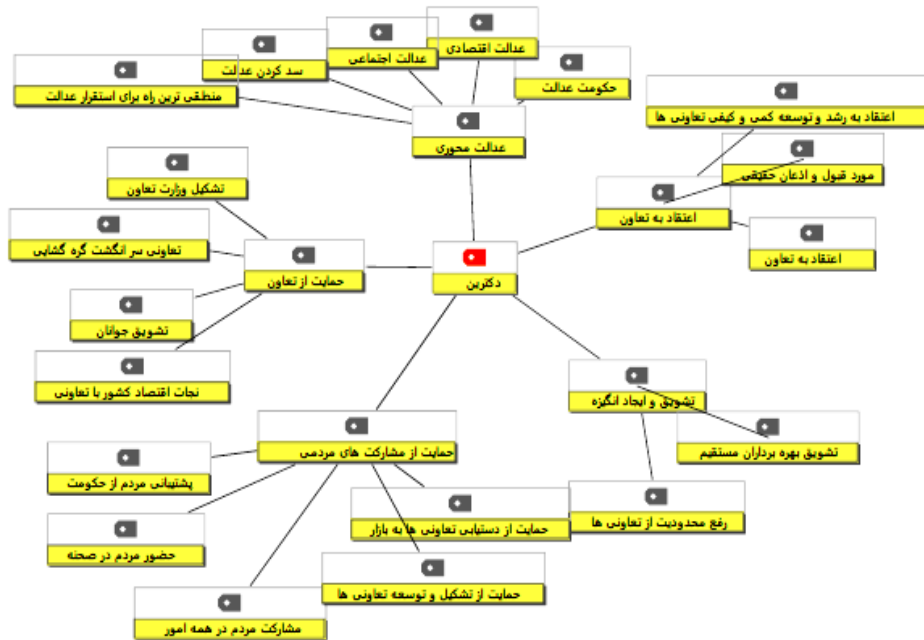 عدالت اقتصادی
عدالت اجتماعی
سد کردن عدالت
حکومت عدالت
منطقی ترین راه برای استقرار عدالت
اعتقاد به رشد و توسعه کمی و کیفی تعاونی ها
عدالت محوری
مورد قبول و اذعان حقیقی
تشکیل وزارت تعاون
اعتقاد به تعاون
تعاونی سر انگشت گره گشایی
اعتقاد به تعاون
حمایت از تعاون
دکترین
تشویق جوانان
نجات اقتصاد کشور با تعاونی
تشویق و ایجاد انگیزه
حمایت از مشارکت های مردمی
تشویق بهره برداران مستقیم
پشتیبانی مردم از حکومت
رفع محدودیت از تعاونی ها
حمایت از دستیابی تعاونی ها به بازار
حضور مردم در صحنه
حمایت از تشکیل و توسعه تعاونی ها
مشارکت مردم در همه امور